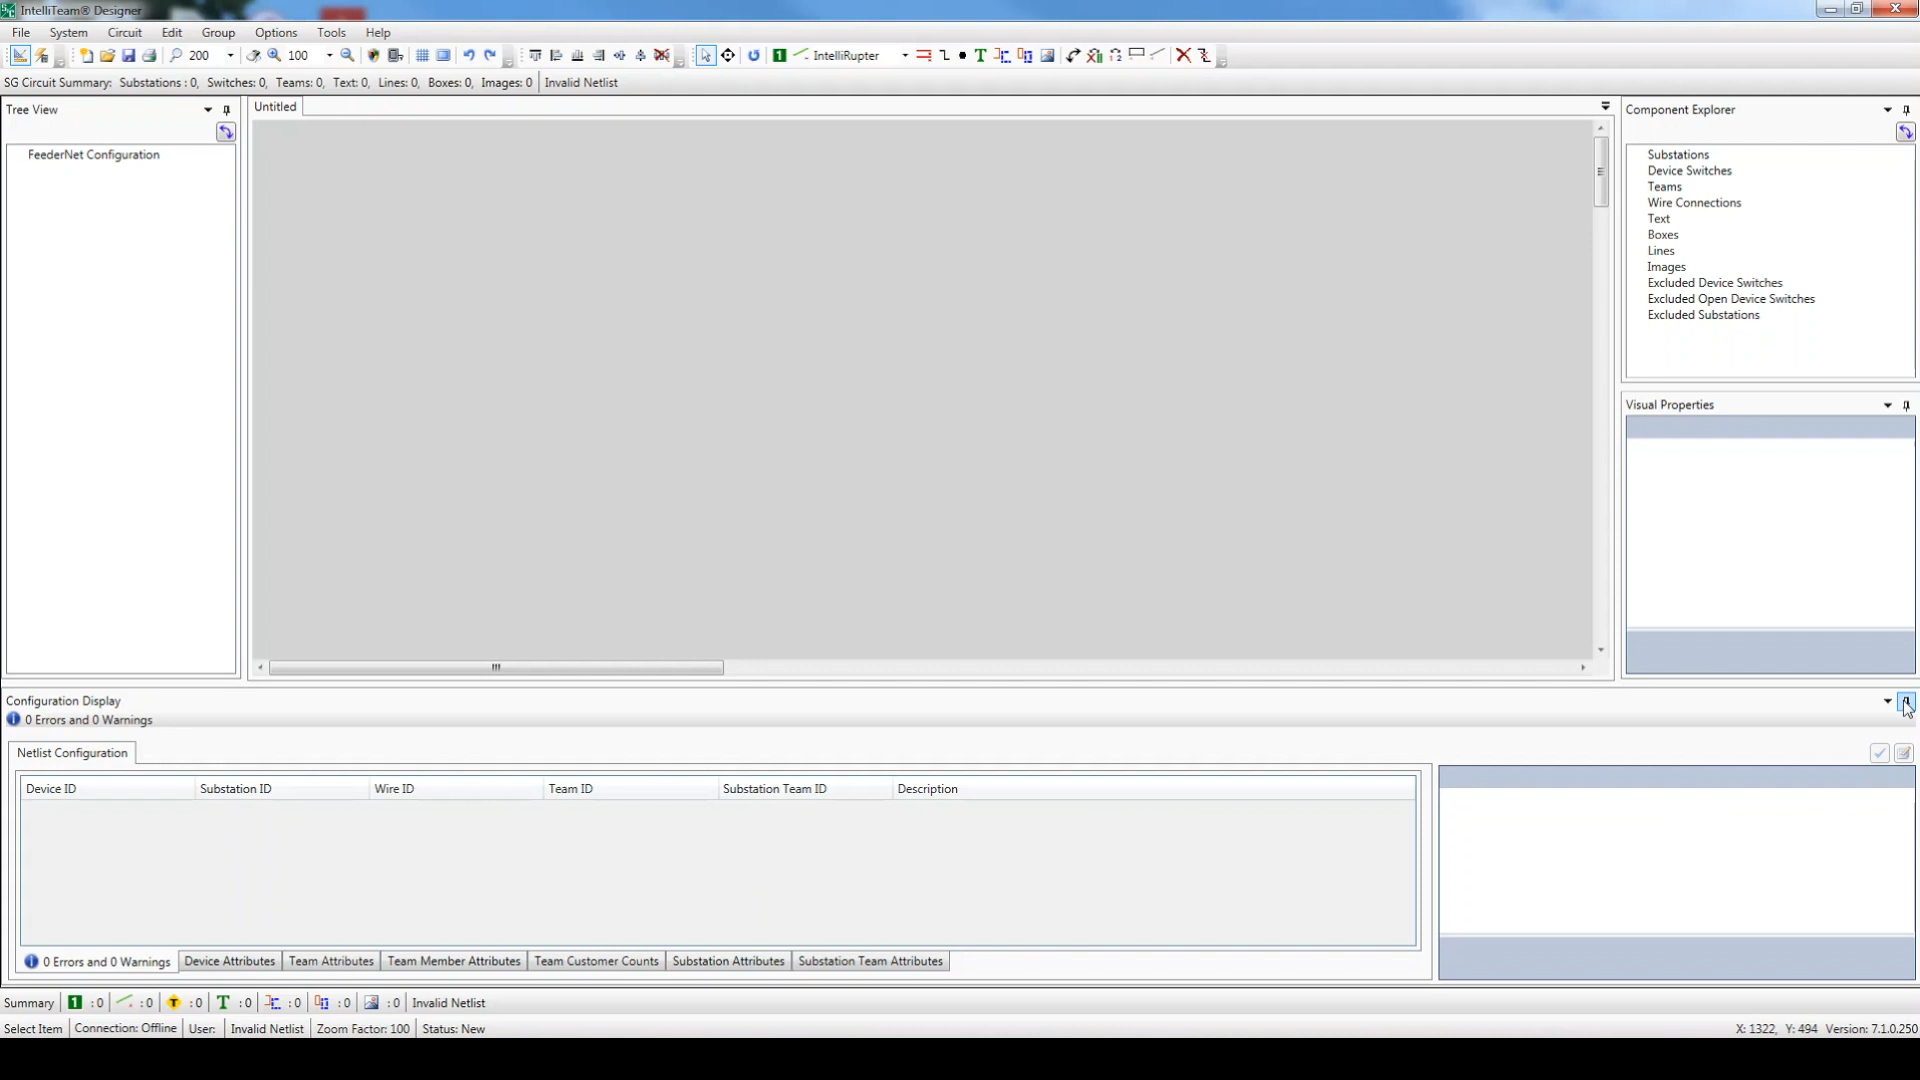 IntelliTeam® Designer
File System Circuit Edit Group Options Tools Help
200 100 1 IntelliRupter T
SG Circuit Summary: Substations : 0, Switches: 0, Teams: 0, Text: 0, Lines: 0, Boxes: 0, Images: 0 Invalid Netlist
Tree View
FeederNet Configuration
Untitled
Component Explorer
Substations
Device Switches
Teams
Wire Connections
Text
Boxes
Lines
Images
Excluded Device Switches
Excluded Open Device Switches
Excluded Substations
Visual Properties
Configuration Display
0 Errors and 0 Warnings
Netlist Configuration
Device ID Substation ID Wire ID Team ID Substation Team ID Description
0 Errors and 0 Warnings Device Attributes Team Attributes Team Member Attributes Team Customer Counts Substation Attributes Substation Team Attributes
Summary 1 : 0 : 0 T : 0 T : 0 : 0 : 0 : 0 Invalid Netlist
Select Item Connection: Offline User: Invalid Netlist Zoom Factor: 100 Status: New X: 1322, Y: 494 Version: 7.1.0.250